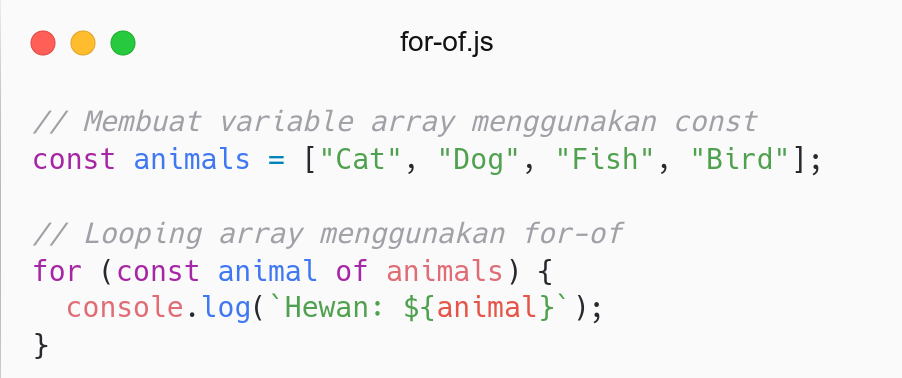 for-of.js
// Membuat variable array menggunakan const
const animals = ["Cat", "Dog", "Fish", "Bird"];
// Looping array menggunakan for-of
for (const animal of animals) {
  console.log(`Hewan: ${animal}`);
}